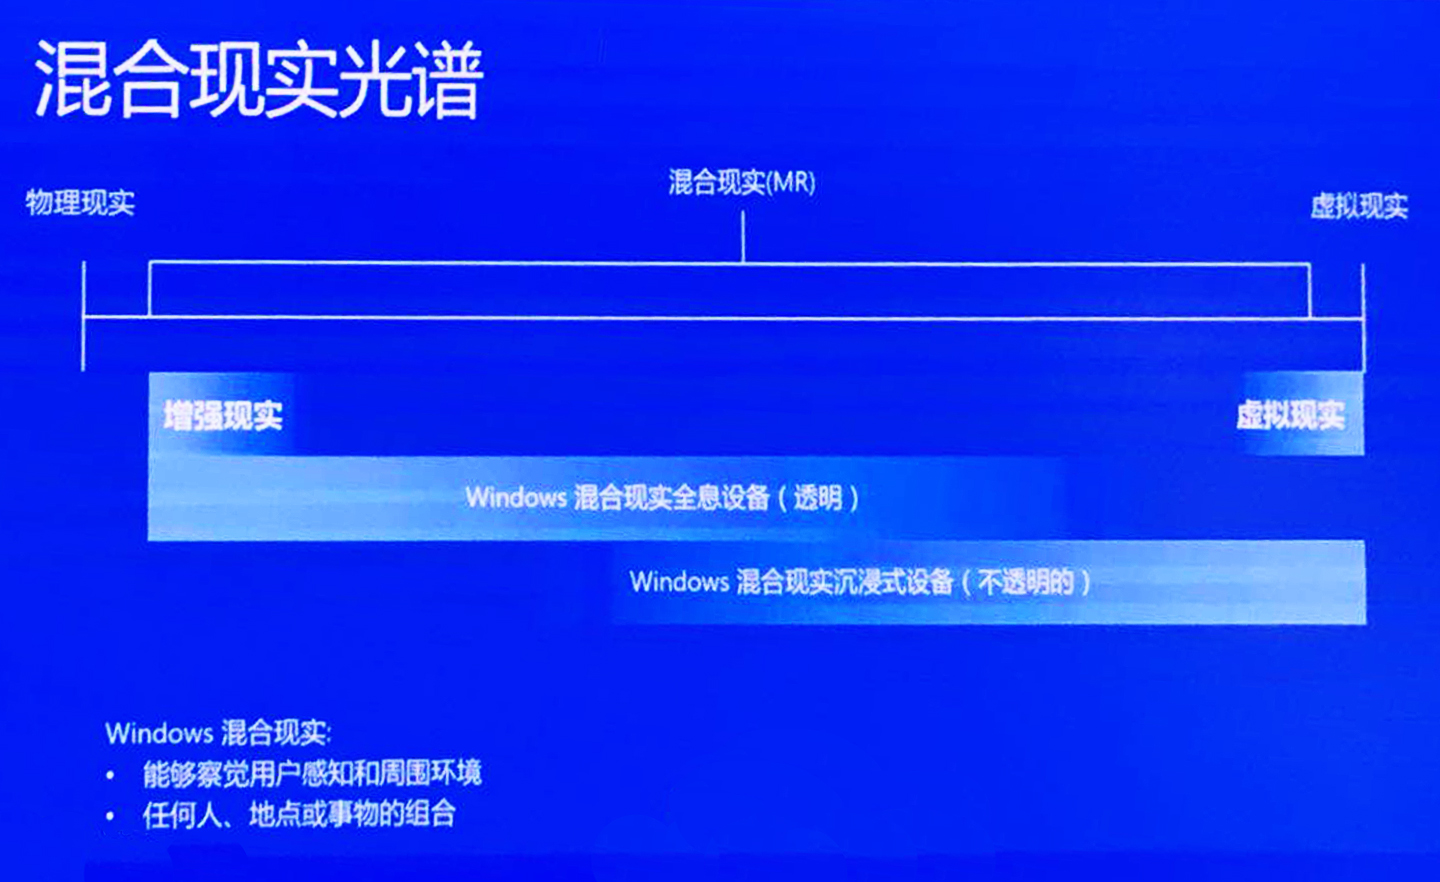 混合现实光谱
物理现实
混合现实(MR)
虚拟现实
增强现实
虚拟现实
Windows 混合现实全息设备（透明）
Windows 混合现实沉浸式设备（不透明的）
Windows 混合现实:
• 能够察觉用户感知和周围环境
• 任何人、地点或事物的组合